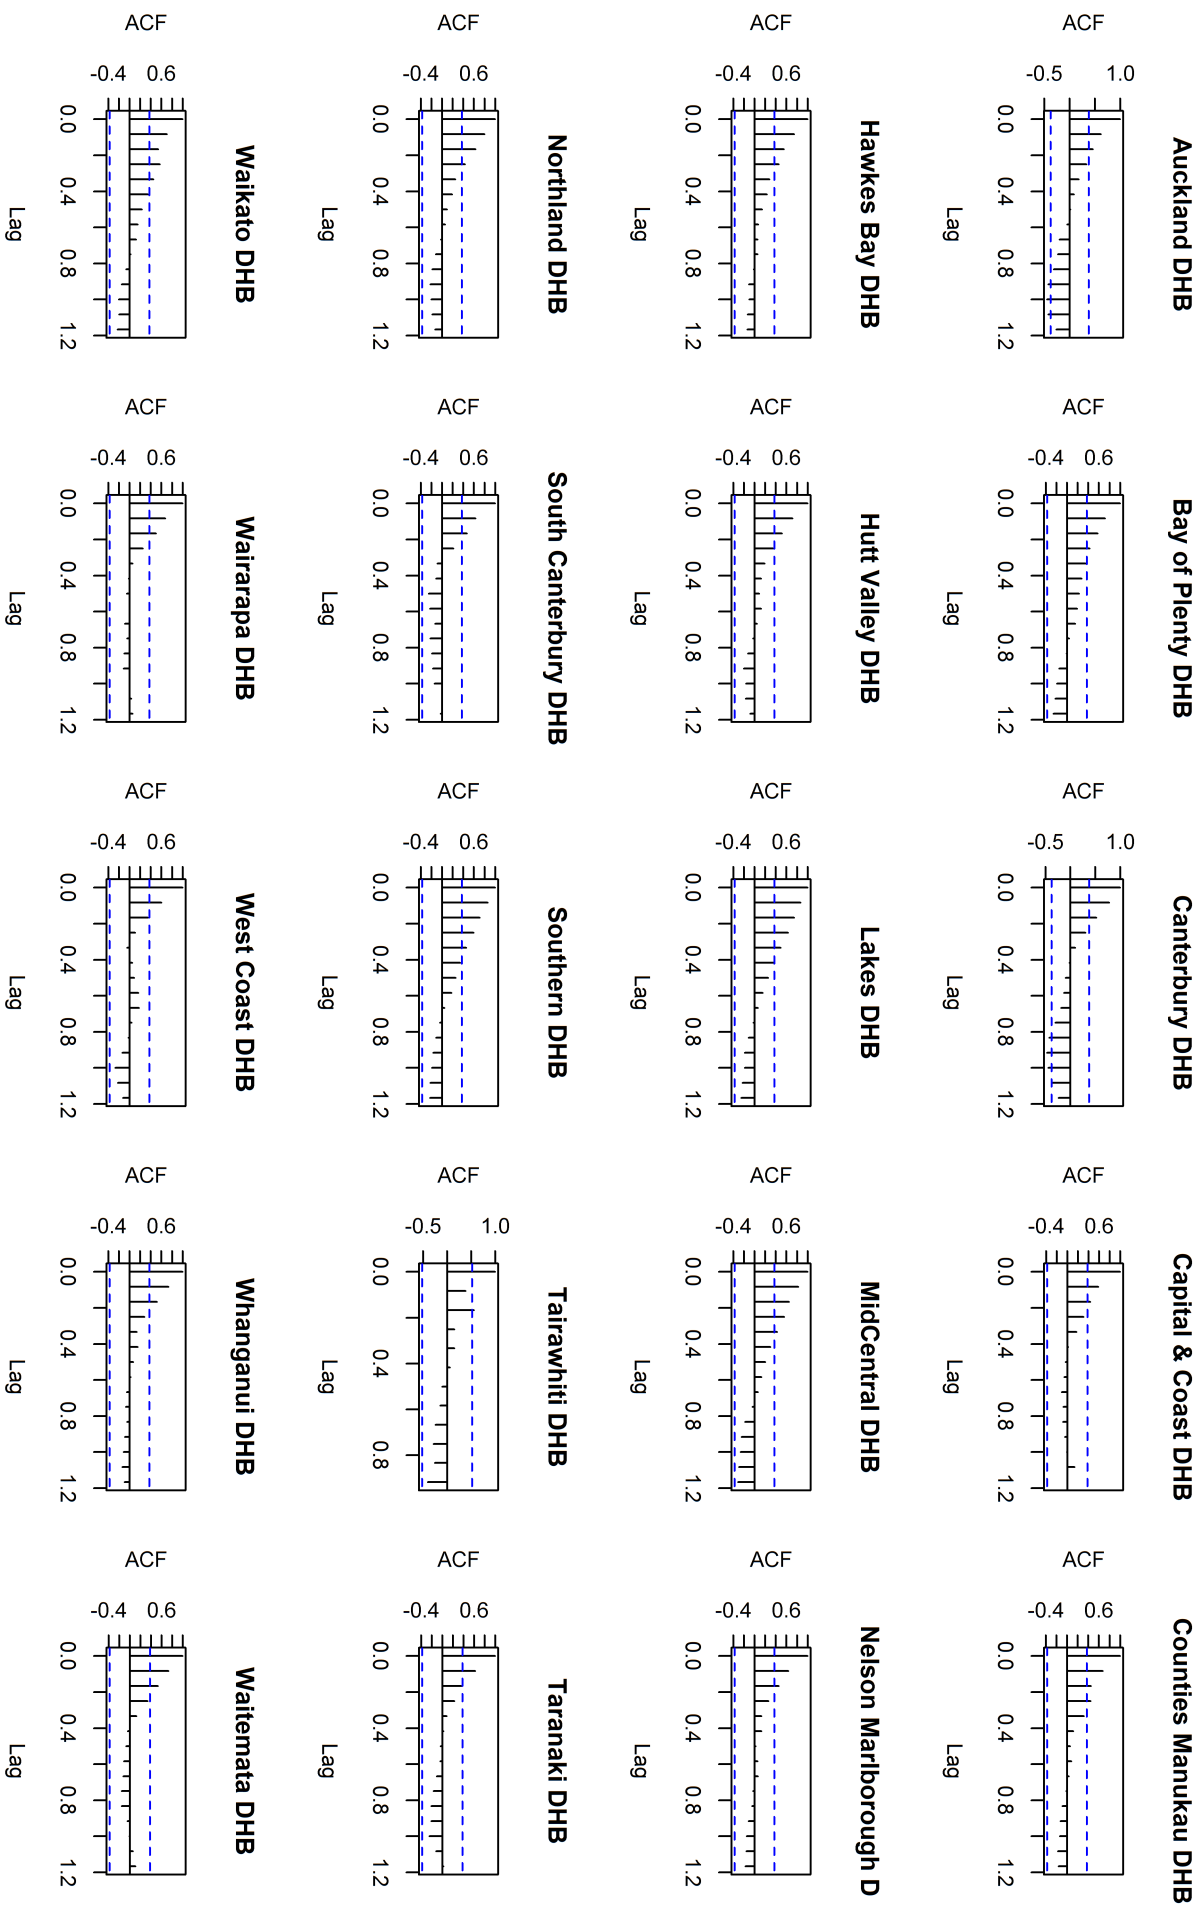 Auckland DHB
ACF
-0.5 1.0
0.0 0.4 0.8 1.2
Lag
Bay of Plenty DHB
ACF
-0.4 0.6
0.0 0.4 0.8 1.2
Lag
Canterbury DHB
ACF
-0.5 1.0
0.0 0.4 0.8 1.2
Lag
Capital & Coast DHB
ACF
-0.4 0.6
0.0 0.4 0.8 1.2
Lag
Counties Manukau DHB
ACF
-0.4 0.6
0.0 0.4 0.8 1.2
Lag
Hawkes Bay DHB
ACF
-0.4 0.6
0.0 0.4 0.8 1.2
Lag
Hutt Valley DHB
ACF
-0.4 0.6
0.0 0.4 0.8 1.2
Lag
Lakes DHB
ACF
-0.4 0.6
0.0 0.4 0.8 1.2
Lag
MidCentral DHB
ACF
-0.4 0.6
0.0 0.4 0.8 1.2
Lag
Nelson Marlborough D
ACF
-0.4 0.6
0.0 0.4 0.8 1.2
Lag
Northland DHB
ACF
-0.4 0.6
0.0 0.4 0.8 1.2
Lag
South Canterbury DHB
ACF
-0.4 0.6
0.0 0.4 0.8 1.2
Lag
Southern DHB
ACF
-0.4 0.6
0.0 0.4 0.8 1.2
Lag
Tairawhiti DHB
ACF
-0.5 1.0
0.0 0.4 0.8
Lag
Taranaki DHB
ACF
-0.4 0.6
0.0 0.4 0.8 1.2
Lag
Waikato DHB
ACF
-0.4 0.6
0.0 0.4 0.8 1.2
Lag
Wairarapa DHB
ACF
-0.4 0.6
0.0 0.4 0.8 1.2
Lag
West Coast DHB
ACF
-0.4 0.6
0.0 0.4 0.8 1.2
Lag
Whanganui DHB
ACF
-0.4 0.6
0.0 0.4 0.8 1.2
Lag
Waitemata DHB
ACF
-0.4 0.6
0.0 0.4 0.8 1.2
Lag